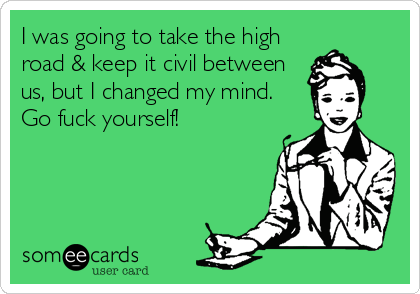 I was going to take the high
road & keep it civil between
us, but I changed my mind.
Go fuck yourself!
someecards
user card